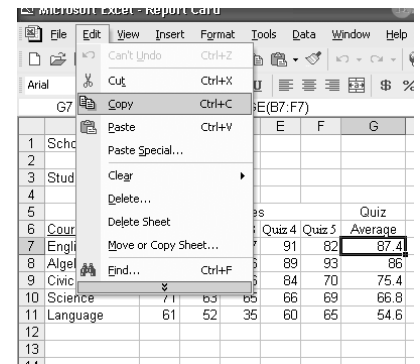 Microsoft Excel - Report Card
File Edit View Insert Format Tools Data Window Help
Can't Undo Ctrl+Z
Arial Cut Ctrl+X U $ %
G7 Copy Ctrl+C E(B7:F7)
Paste Ctrl+V E F G
1 Scho Paste Special...
2
3 Stud Clear
4 Delete...
5 Delete Sheet es Quiz
6 Cour Move or Copy Sheet... Quiz 4 Quiz 5 Average
7 Engli 91 82 87.4
8 Algel Find... Ctrl+F 89 93 86
9 Civic 84 70 75.4
10 Science 71 63 65 66 69 66.8
11 Language 61 52 35 60 65 54.6
12
13